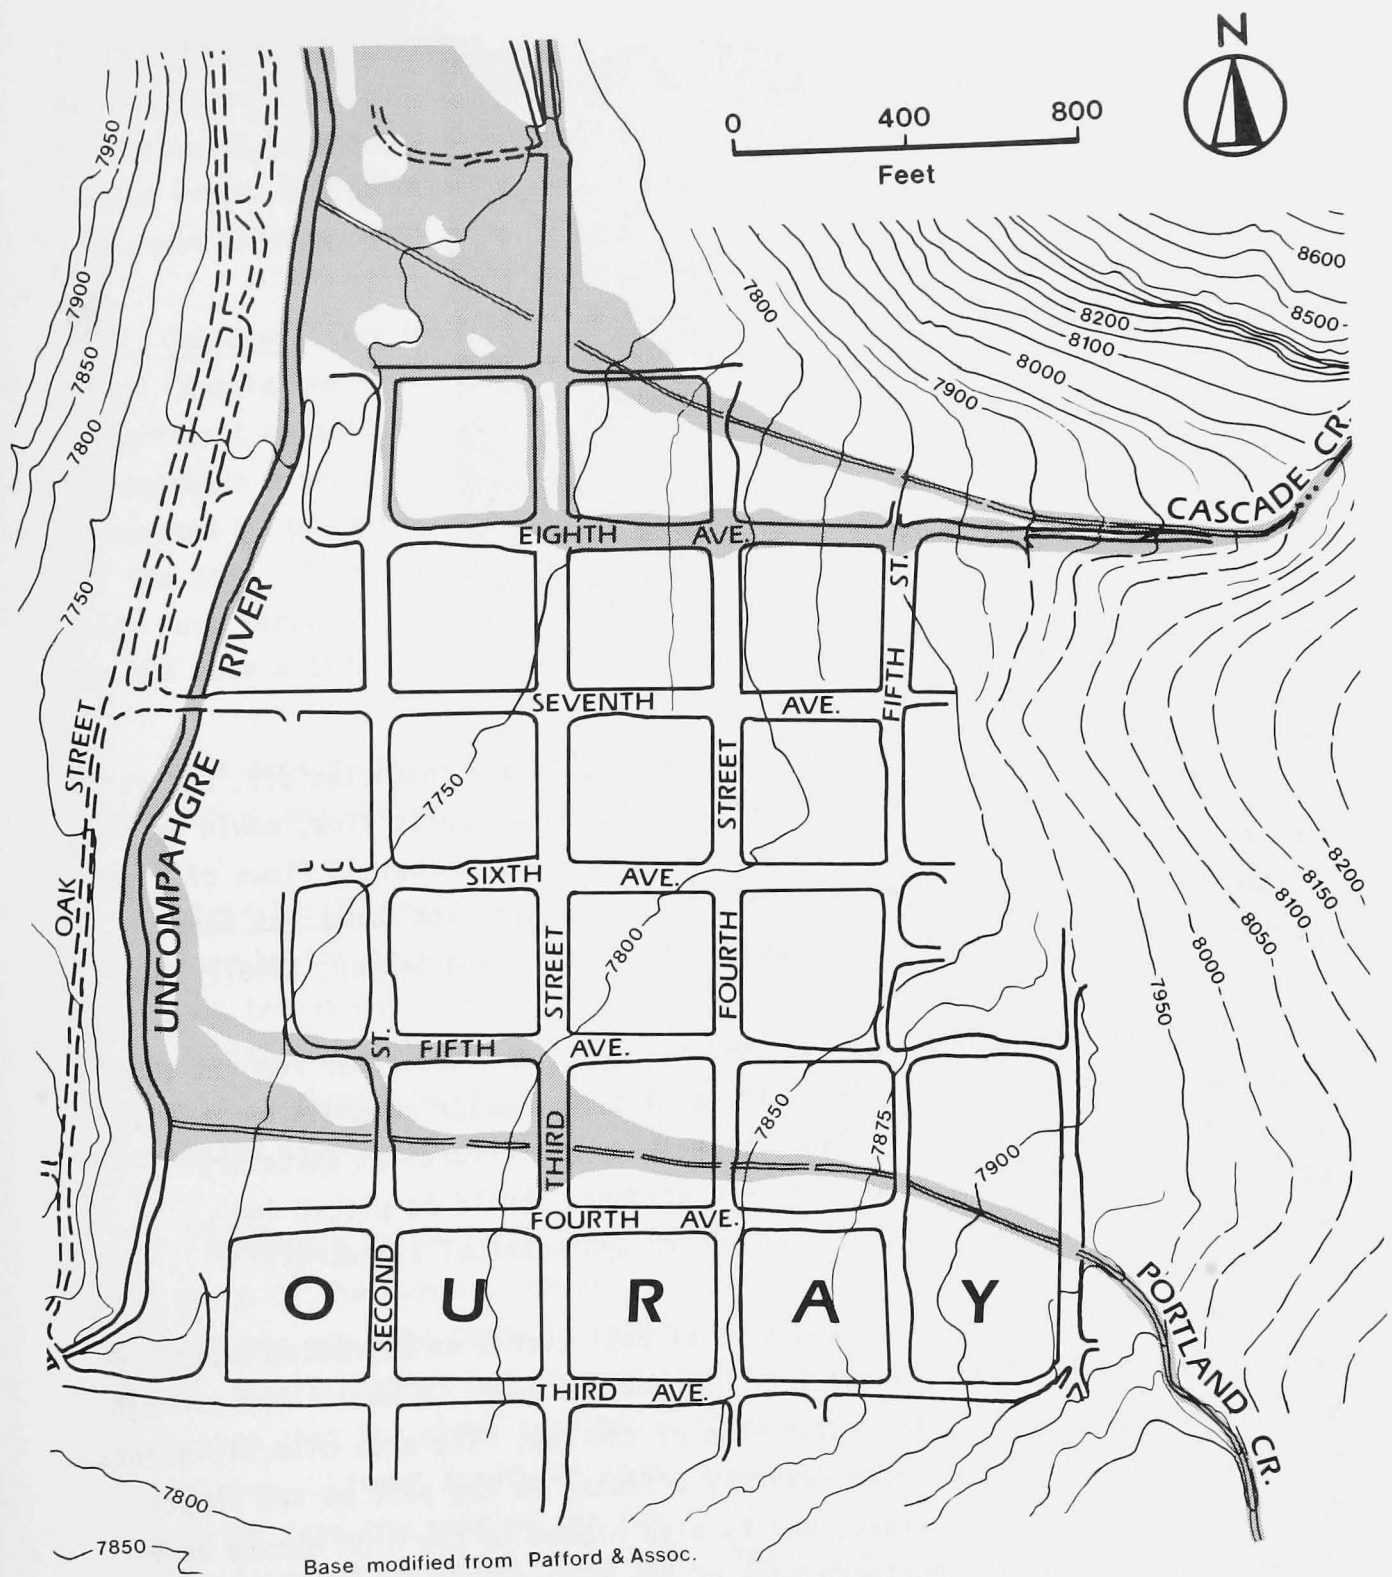 N
0 400 800
Feet
7950
7900
7850
7800
7750
7800
7900
8000
8100
8200
8500
8600
CASCADE CR.
EIGHTH AVE.
FIFTH ST.
UNCOMPAHGRE RIVER
OAK STREET
SEVENTH AVE.
7750
SIXTH AVE.
7800
THIRD STREET
FOURTH STREET
8200
8150
8100
8050
8000
7950
SECOND ST.
FIFTH AVE.
7850
7875
7900
FOURTH AVE.
OURAY
PORTLAND CR.
THIRD AVE.
7800
7850
Base modified from Pafford & Assoc.